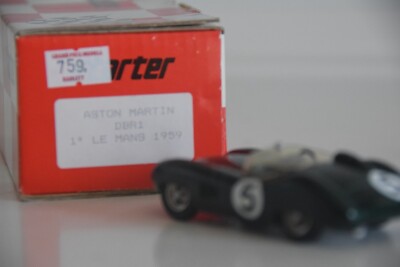 759.
arter
ASTON MARTIN
DBR1
1° LE MANS 1959
5